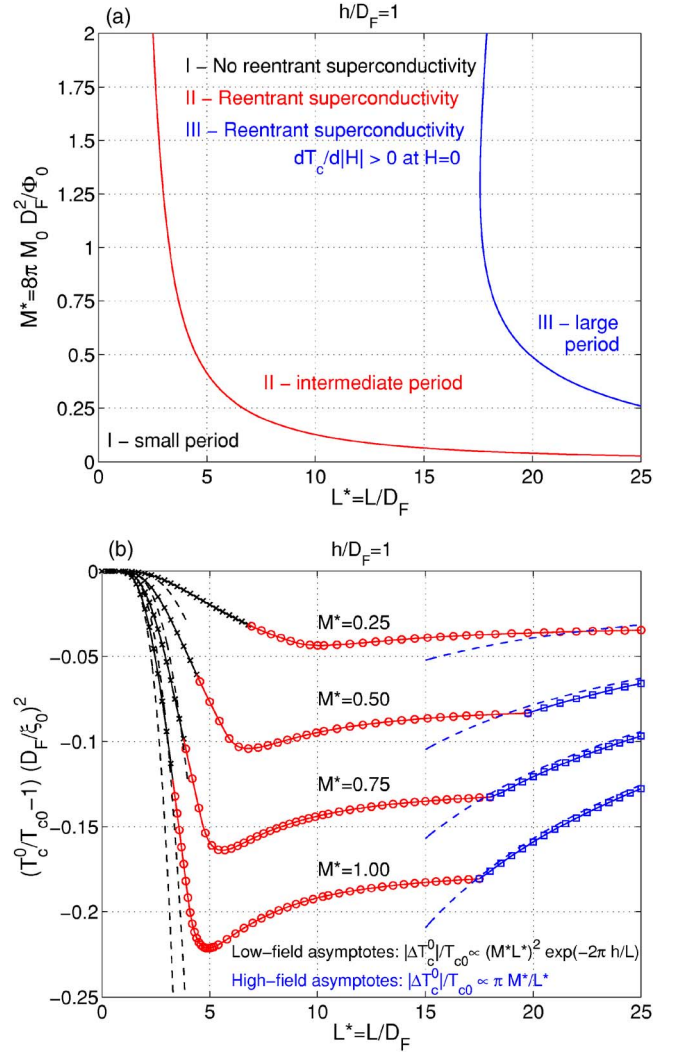 (a)
h/D_F=1
I – No reentrant superconductivity
II – Reentrant superconductivity
III – Reentrant superconductivity
dT_c/d|H| > 0 at H=0
III – large
period
II – intermediate period
I – small period
M*=8π M_0 D_F^2/Φ_0
2
1.75
1.5
1.25
1
0.75
0.5
0.25
0
0 5 10 15 20 25
L*=L/D_F
(b)
h/D_F=1
M*=0.25
M*=0.50
M*=0.75
M*=1.00
Low-field asymptotes: |ΔT_c^0|/T_c0 ∝ (M*L*)^2 exp(−2π h/L)
High-field asymptotes: |ΔT_c^0|/T_c0 ∝ π M*/L*
(T_c^0/T_c0−1) (D_F/ξ_0)^2
0
−0.05
−0.1
−0.15
−0.2
−0.25
0 5 10 15 20 25
L*=L/D_F